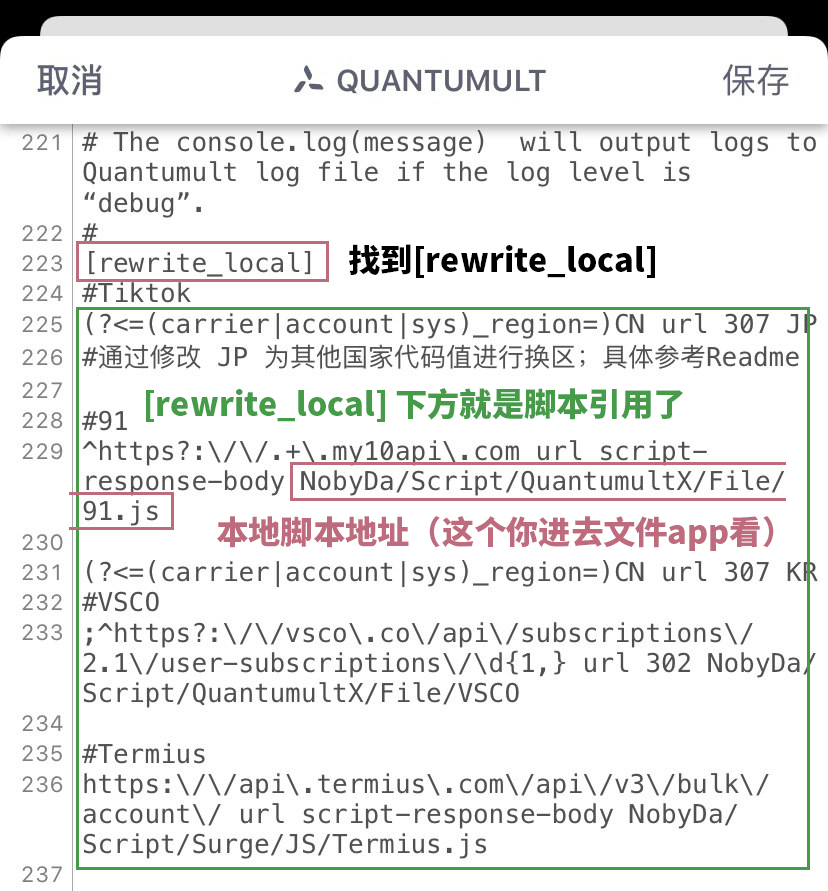 取消
QUANTUMULT
保存
221 # The console.log(message)  will output logs to
Quantumult log file if the log level is
“debug”.
222 #
223 [rewrite_local]
找到[rewrite_local]
224 #Tiktok
225 (?<=(carrier|account|sys)_region=)CN url 307 JP
226 #通过修改 JP 为其他国家代码值进行换区；具体参考Readme
227
[rewrite_local] 下方就是脚本引用了
228 #91
229 ^https?:\/\/.+\.my10api\.com url script-
response-body NobyDa/Script/QuantumultX/File/
91.js
本地脚本地址（这个你进去文件app看）
230
231 (?<=(carrier|account|sys)_region=)CN url 307 KR
232 #VSCO
233 ;^https?:\/\/vsco\.co\/api\/subscriptions\/
2.1\/user-subscriptions\/\d{1,} url 302 NobyDa/
Script/QuantumultX/File/VSCO
234
235 #Termius
236 https:\/\/api\.termius\.com\/api\/v3\/bulk\/
account\/ url script-response-body NobyDa/
Script/Surge/JS/Termius.js
237